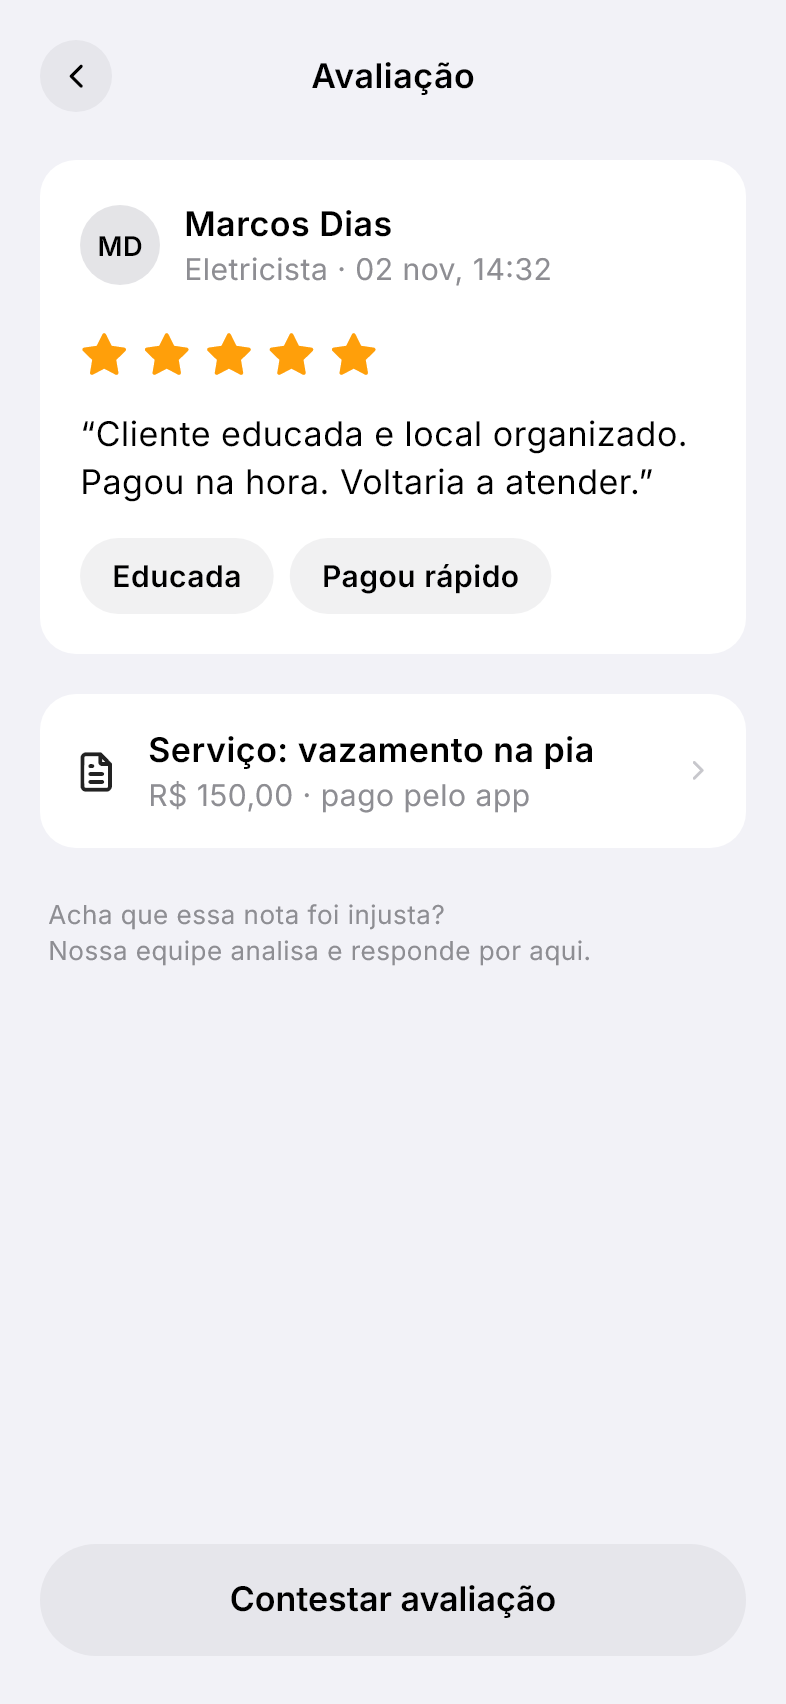 Avaliação
MD
Marcos Dias
Eletricista · 02 nov, 14:32
“Cliente educada e local organizado.
Pagou na hora. Voltaria a atender.”
Educada
Pagou rápido
Serviço: vazamento na pia
R$ 150,00 · pago pelo app
Acha que essa nota foi injusta?
Nossa equipe analisa e responde por aqui.
Contestar avaliação